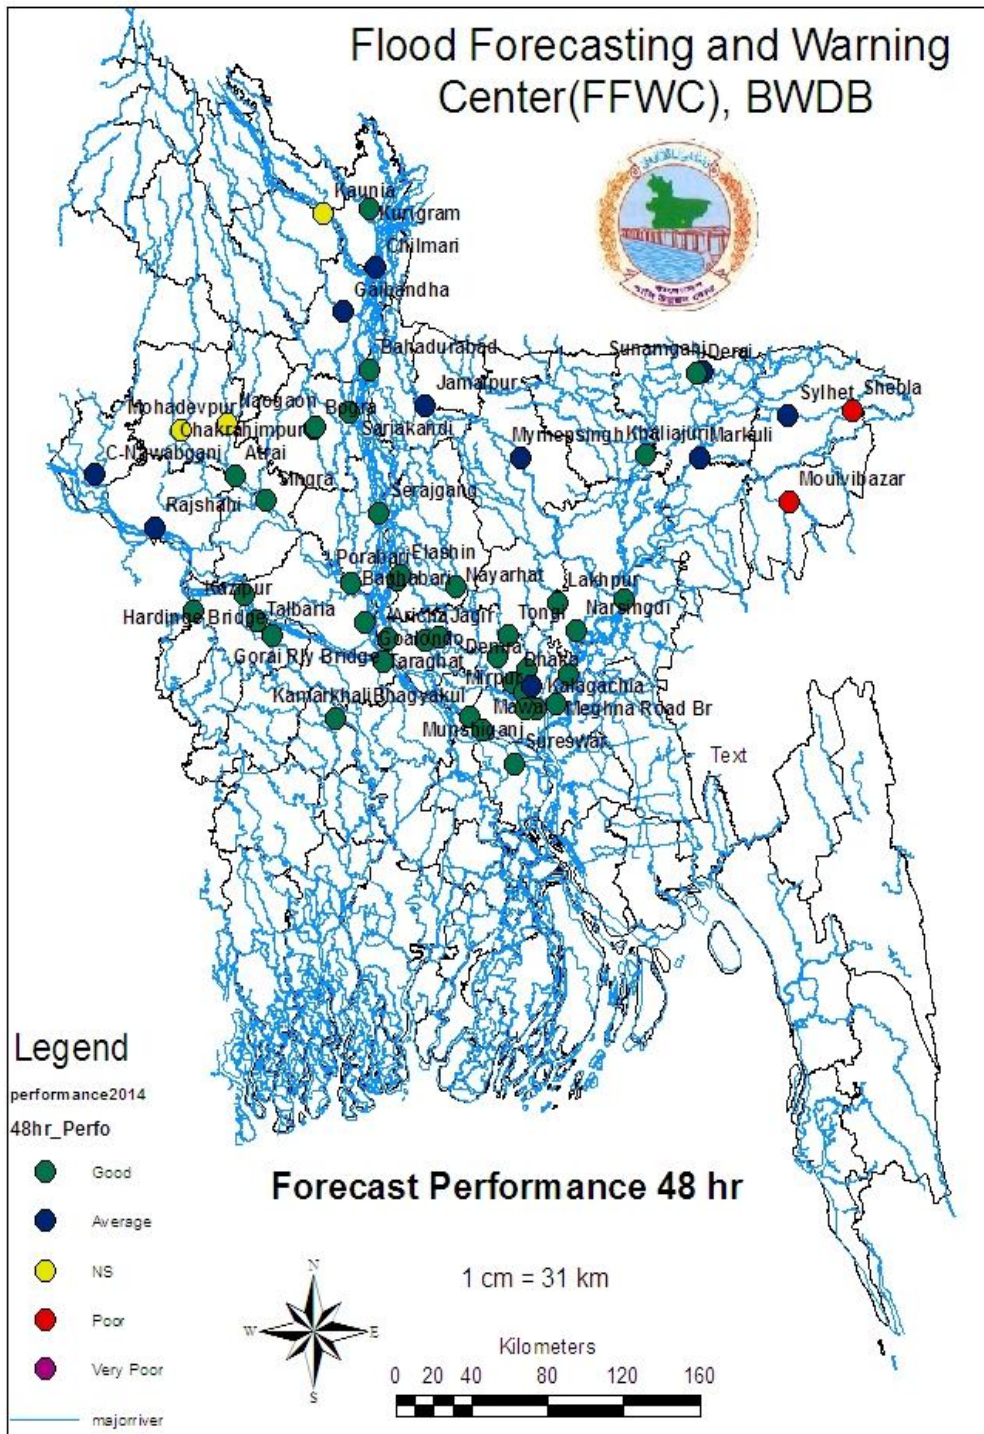 Flood Forecasting and Warning
Center(FFWC), BWDB
Kaunia
Kurigram
Chilmari
Gaibandha
Bahadurabad
Jamalpur
Sunamganj
Derai
Sylhet
Sheola
Mohadevpur
Naogaon
Bogra
Chakrahimpur
Sariakandi
Mymensingh
Khaliajuri
Markuli
C-Nawabganj
Atrai
Moulvibazar
Singra
Rajshahi
Serajganj
Porabari
Elashin
Baghabari
Nayarhat
Lakhpur
Kazipur
Hardinge Bridge
Talbaria
Aricha
Jagir
Tongi
Narsingdi
Goalondo
Demra
Gorai Rly Bridge
Taraghat
Dhaka
Mirpur
Kamarkhali
Bhagyakul
Kalagachia
Mawa
Meghna Road Br
Munshiganj
Sureswar
Text
Legend
performance2014
48hr_Perfo
Good
Average
NS
Poor
Very Poor
majorriver
Forecast Performance 48 hr
N
W
E
S
1 cm = 31 km
Kilometers
0 20 40 80 120 160